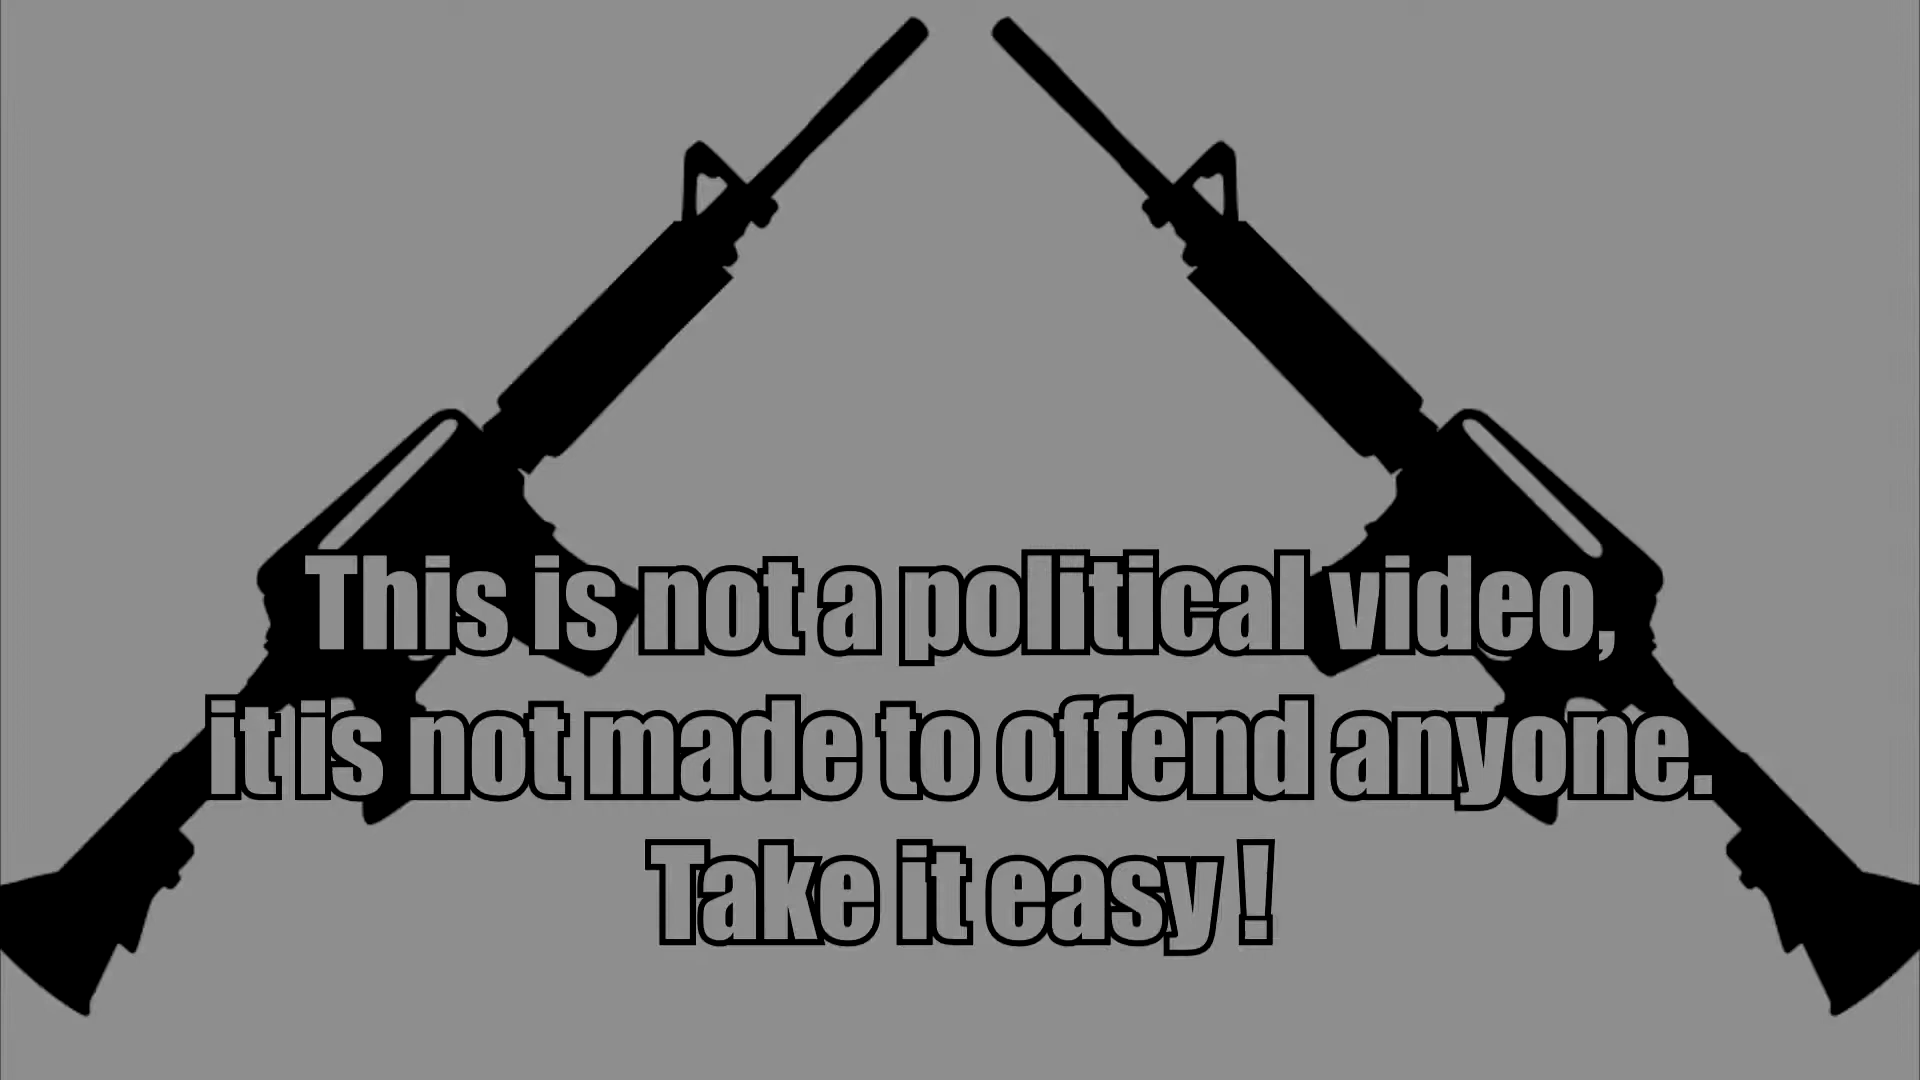 This is not a political video,
it is not made to offend anyone.
Take it easy !